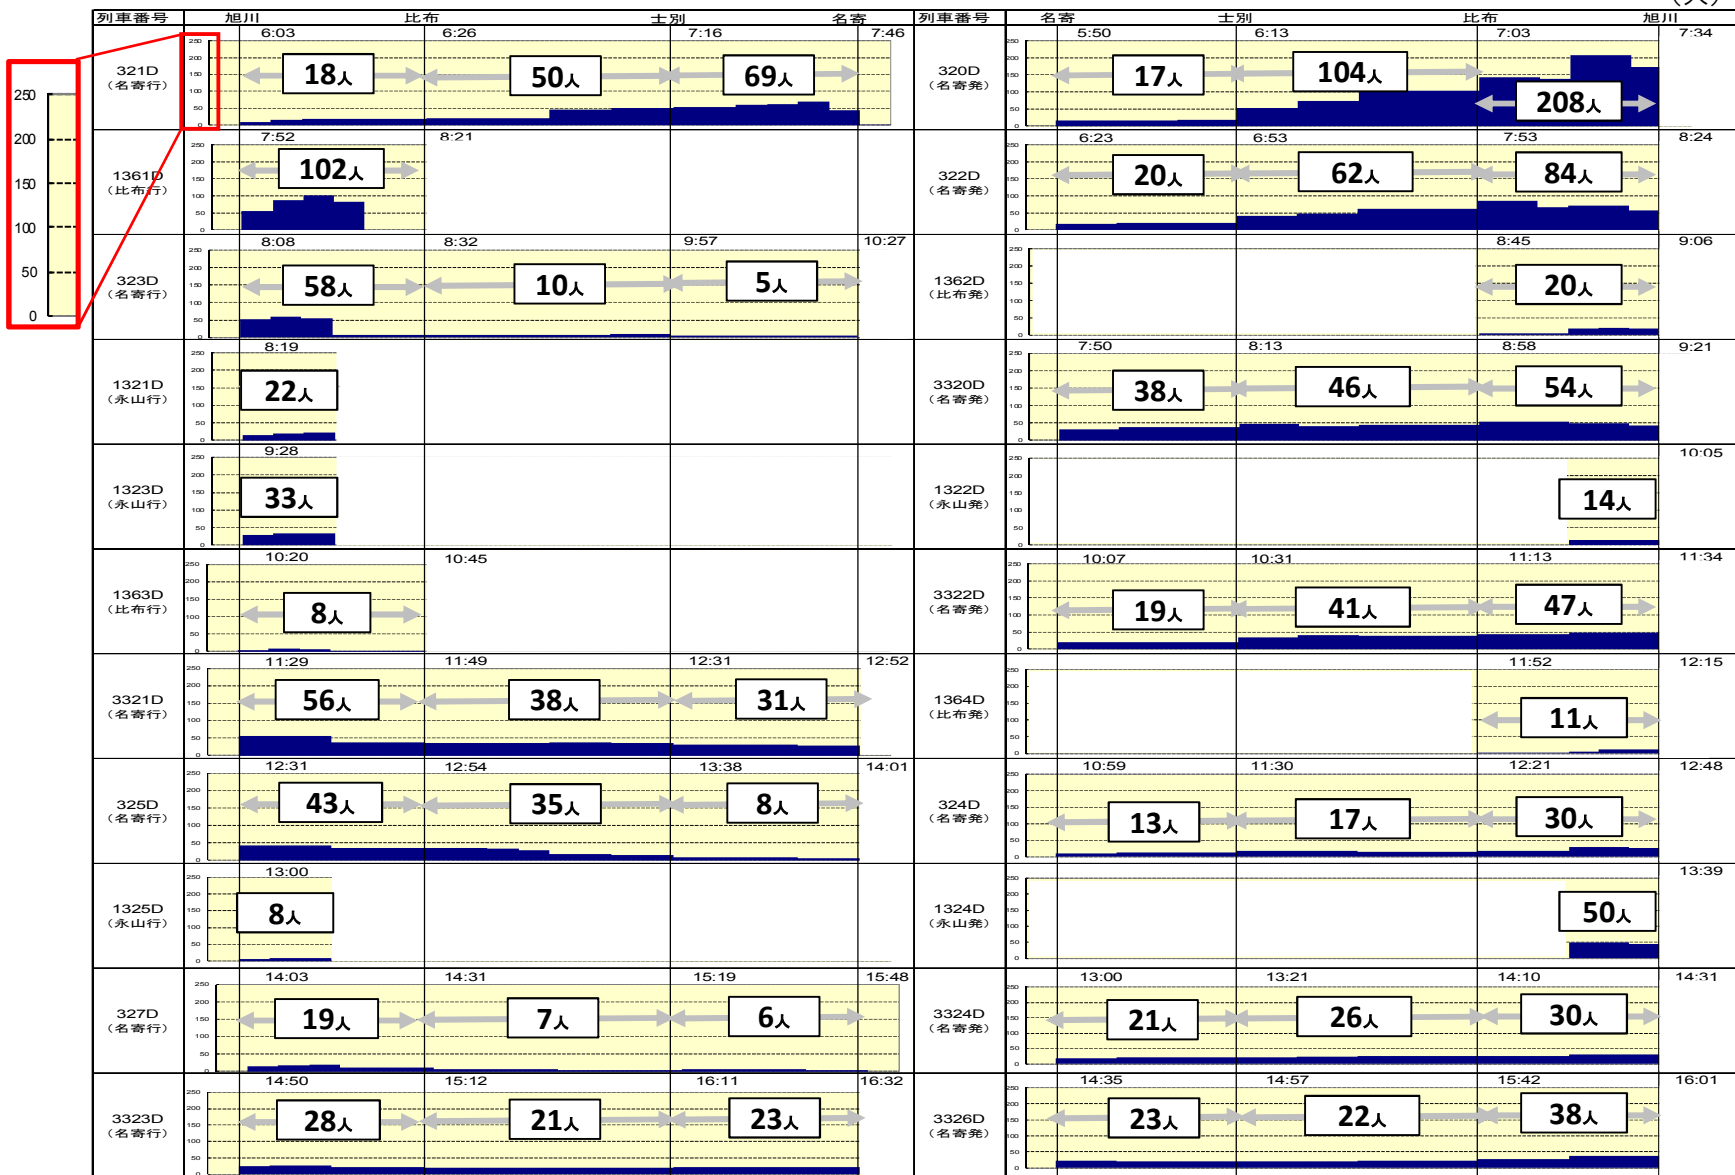 （人）
列車番号 旭川 比布 士別 名寄 列車番号 名寄 士別 比布 旭川
6:03 6:26 7:16 7:46 5:50 6:13 7:03 7:34
321D
（名寄行）
18人 50人 69人
320D
（名寄発）
17人 104人 208人
250
200
150
100
50
0
7:52 8:21 6:23 6:53 7:53 8:24
1361D
（比布行）
102人
322D
（名寄発）
20人 62人 84人
8:08 8:32 9:57 10:27 8:45 9:06
323D
（名寄行）
58人 10人 5人
1362D
（比布発）
20人
8:19 7:50 8:13 8:58 9:21
1321D
（永山行）
22人
3320D
（名寄発）
38人 46人 54人
9:28 10:05
1323D
（永山行）
33人
1322D
（永山発）
14人
10:20 10:45 10:07 10:31 11:13 11:34
1363D
（比布行）
8人
3322D
（名寄発）
19人 41人 47人
11:29 11:49 12:31 12:52 11:52 12:15
3321D
（名寄行）
56人 38人 31人
1364D
（比布発）
11人
12:31 12:54 13:38 14:01 10:59 11:30 12:21 12:48
325D
（名寄行）
43人 35人 8人
324D
（名寄発）
13人 17人 30人
13:00 13:39
1325D
（永山行）
8人
1324D
（永山発）
50人
14:03 14:31 15:19 15:48 13:00 13:21 14:10 14:31
327D
（名寄行）
19人 7人 6人
3324D
（名寄発）
21人 26人 30人
14:50 15:12 16:11 16:32 14:35 14:57 15:42 16:01
3323D
（名寄行）
28人 21人 23人
3326D
（名寄発）
23人 22人 38人